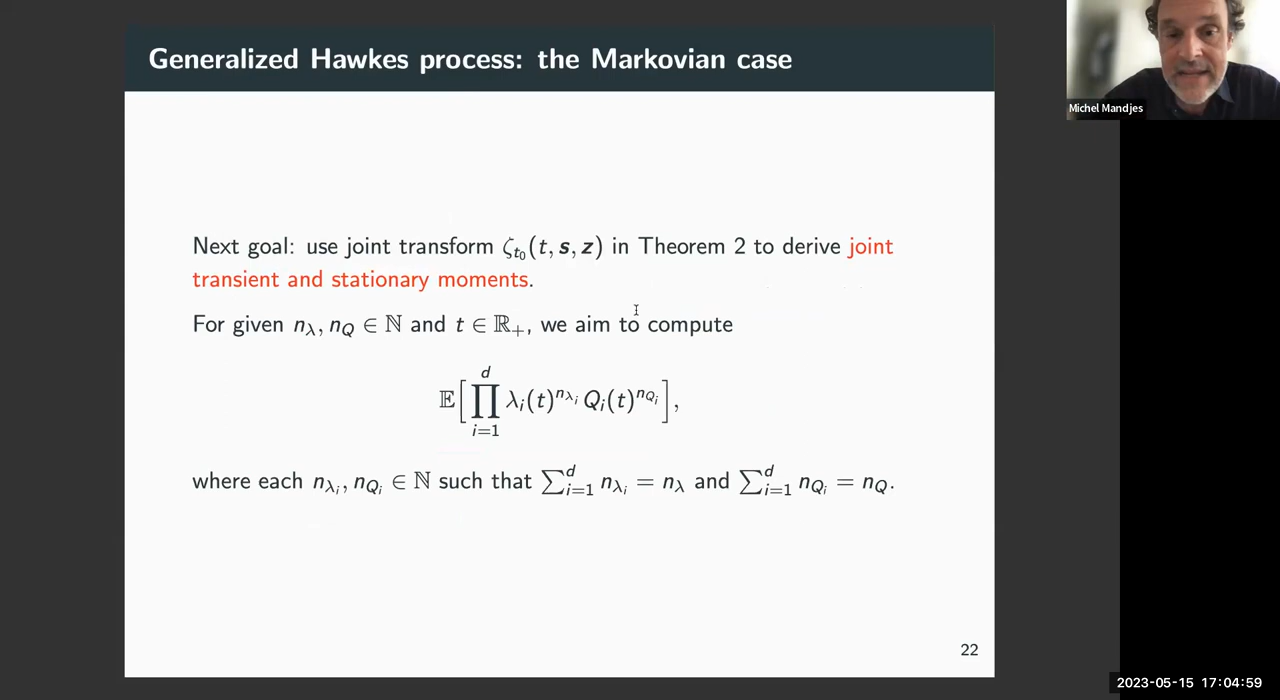 Generalized Hawkes process: the Markovian case
Michel Mandjes
Next goal: use joint transform ζ_{t_0}(t, s, z) in Theorem 2 to derive joint
transient and stationary moments.
For given n_λ, n_Q ∈ ℕ and t ∈ ℝ_+, we aim to compute
𝔼[∏_{i=1}^{d} λ_i(t)^{n_{λ_i}} Q_i(t)^{n_{Q_i}}],
where each n_{λ_i}, n_{Q_i} ∈ ℕ such that ∑_{i=1}^{d} n_{λ_i} = n_λ and ∑_{i=1}^{d} n_{Q_i} = n_Q.
22
2023-05-15 17:04:59